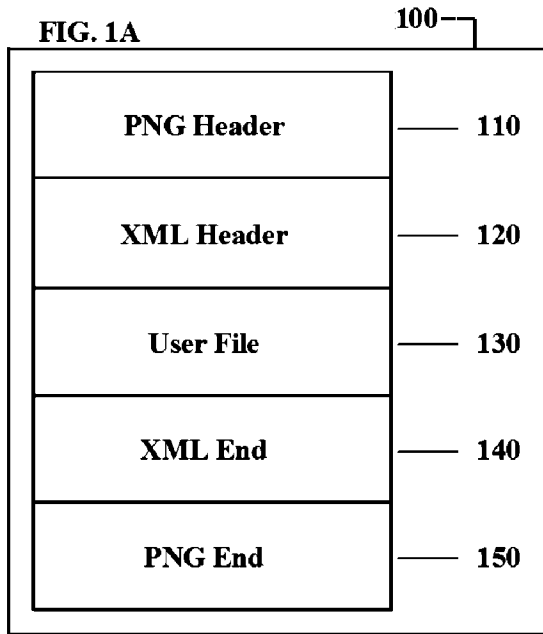 FIG. 1A 100
PNG Header 110
XML Header 120
User File 130
XML End 140
PNG End 150